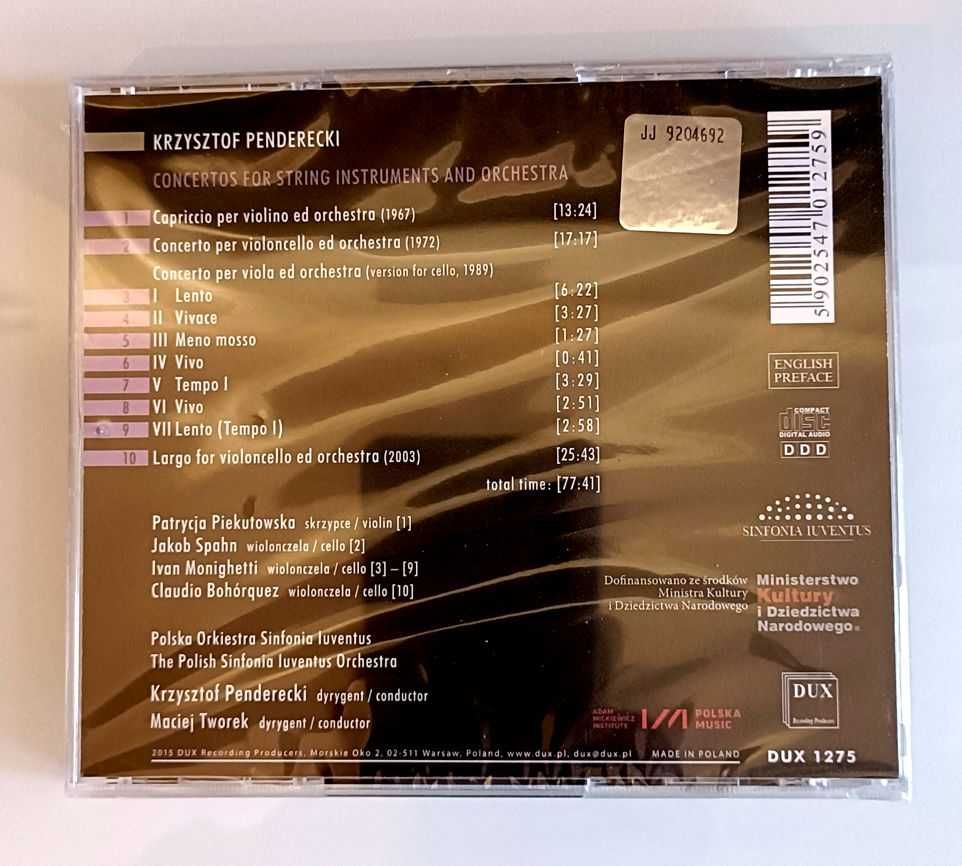 JJ 9204692
KRZYSZTOF PENDERECKI
CONCERTOS FOR STRING INSTRUMENTS AND ORCHESTRA
1 Capriccio per violino ed orchestra (1967) [13:24]
2 Concerto per violoncello ed orchestra (1972) [17:17]
Concerto per viola ed orchestra (version for cello, 1989)
3 I Lento [6:22]
4 II Vivace [3:27]
5 III Meno mosso [1:27]
6 IV Vivo [0:41]
7 V Tempo I [3:29]
8 VI Vivo [2:51]
9 VII Lento (Tempo I) [2:58]
10 Largo for violoncello ed orchestra (2003) [25:43]
total time: [77:41]
Patrycja Piekutowska skrzypce / violin [1]
Jakob Spahn wiolonczela / cello [2]
Ivan Monighetti wiolonczela / cello [3] – [9]
Claudio Bohórquez wiolonczela / cello [10]
Polska Orkiestra Sinfonia Iuventus
The Polish Sinfonia Iuventus Orchestra
Krzysztof Penderecki dyrygent / conductor
Maciej Tworek dyrygent / conductor
2015 DUX Recording Producers, Morskie Oko 2, 02-511 Warsaw, Poland, www.dux.pl, dux@dux.pl MADE IN POLAND
5 902547 012759
ENGLISH
PREFACE
COMPACT
disc
DIGITAL AUDIO
DDD
SINFONIA IUVENTUS
Dofinansowano ze środków
Ministra Kultury
i Dziedzictwa Narodowego
Ministerstwo
Kultury
i Dziedzictwa
Narodowego
ADAM
MICKIEWICZ
INSTITUTE
POLSKA
MUSIC
DUX
Recording Producers
DUX 1275